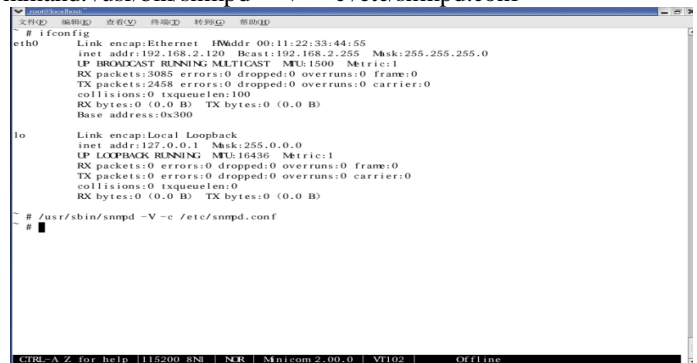 root@localhost:~
文件(F) 编辑(E) 查看(V) 终端(T) 转到(G) 帮助(H)
~ # ifconfig
eth0 Link encap:Ethernet HWaddr 00:11:22:33:44:55
inet addr:192.168.2.120 Bcast:192.168.2.255 Mask:255.255.255.0
UP BROADCAST RUNNING MULTICAST MTU:1500 Metric:1
RX packets:3085 errors:0 dropped:0 overruns:0 frame:0
TX packets:2458 errors:0 dropped:0 overruns:0 carrier:0
collisions:0 txqueuelen:100
RX bytes:0 (0.0 B) TX bytes:0 (0.0 B)
Base address:0x300
lo Link encap:Local Loopback
inet addr:127.0.0.1 Mask:255.0.0.0
UP LOOPBACK RUNNING MTU:16436 Metric:1
RX packets:0 errors:0 dropped:0 overruns:0 frame:0
TX packets:0 errors:0 dropped:0 overruns:0 carrier:0
collisions:0 txqueuelen:0
RX bytes:0 (0.0 B) TX bytes:0 (0.0 B)
~ # /usr/sbin/snmpd -V -c /etc/snmpd.conf
~ #
CTRL-A Z for help | 115200 8N1 | NOR | Minicom 2.00.0 | VT102 | Offline